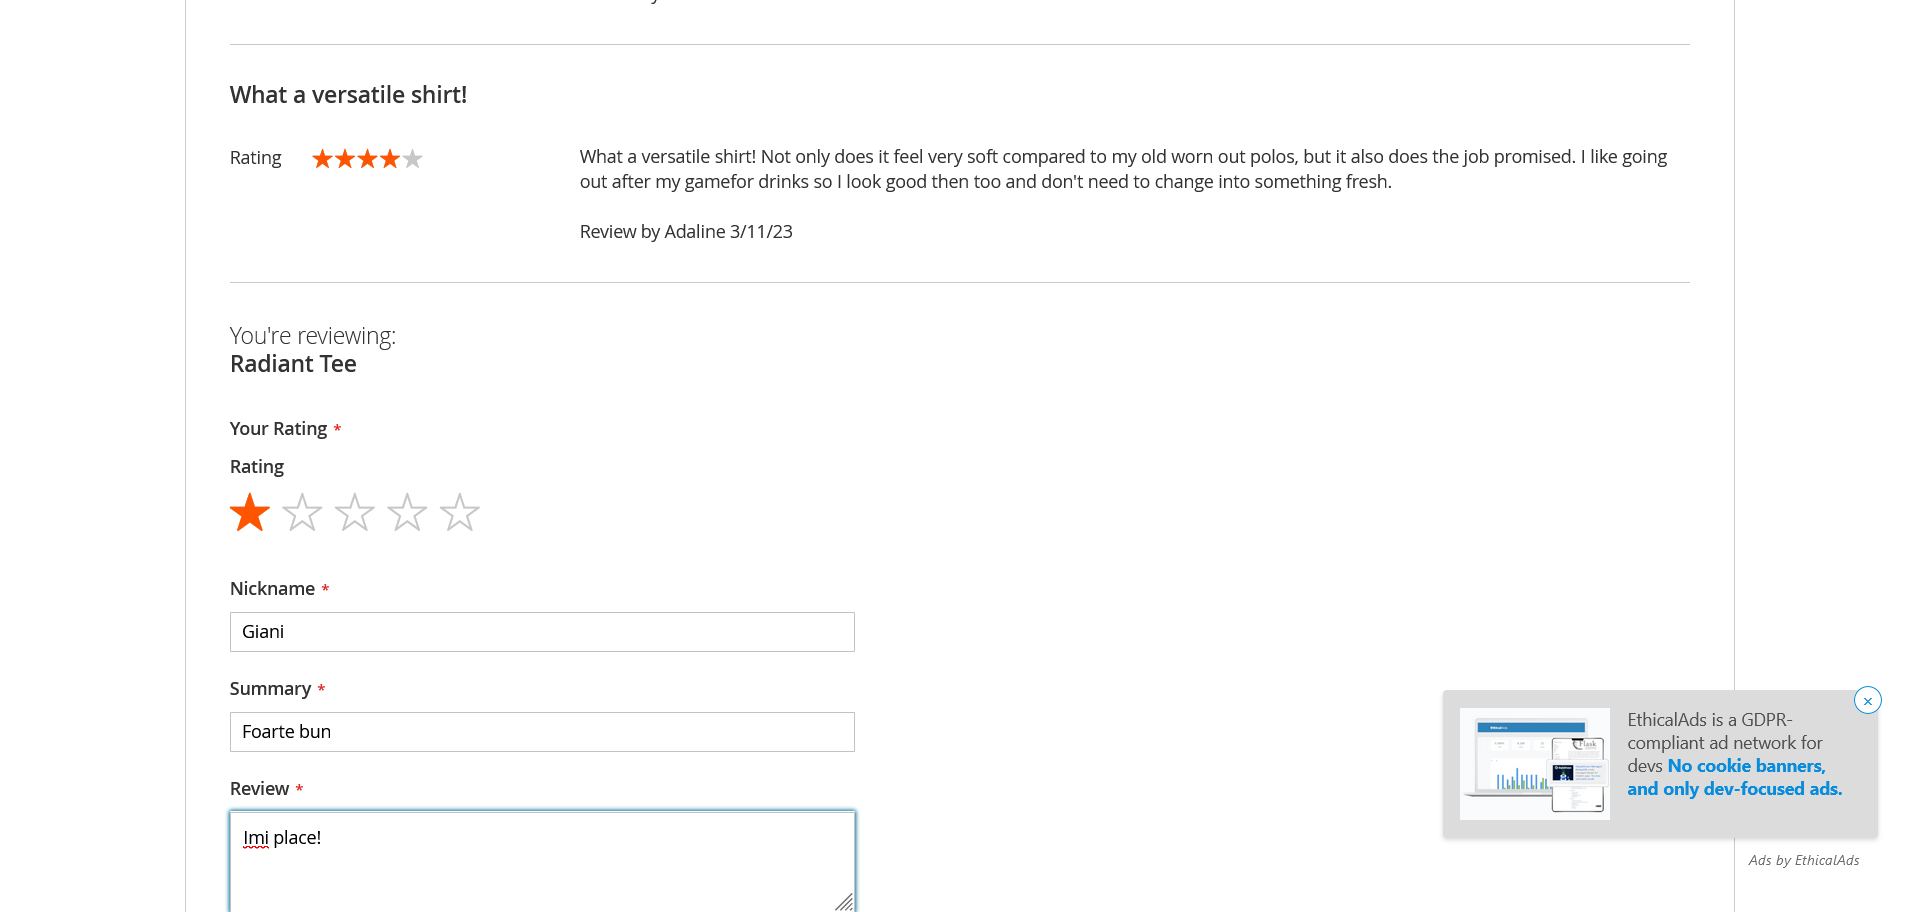 What a versatile shirt!
Rating
What a versatile shirt! Not only does it feel very soft compared to my old worn out polos, but it also does the job promised. I like going
out after my gamefor drinks so I look good then too and don't need to change into something fresh.
Review by Adaline 3/11/23
You're reviewing:
Radiant Tee
Your Rating *
Rating
Nickname *
Giani
Summary *
Foarte bun
Review *
Imi place!
EthicalAds is a GDPR-
compliant ad network for
devs No cookie banners,
and only dev-focused ads.
Ads by EthicalAds